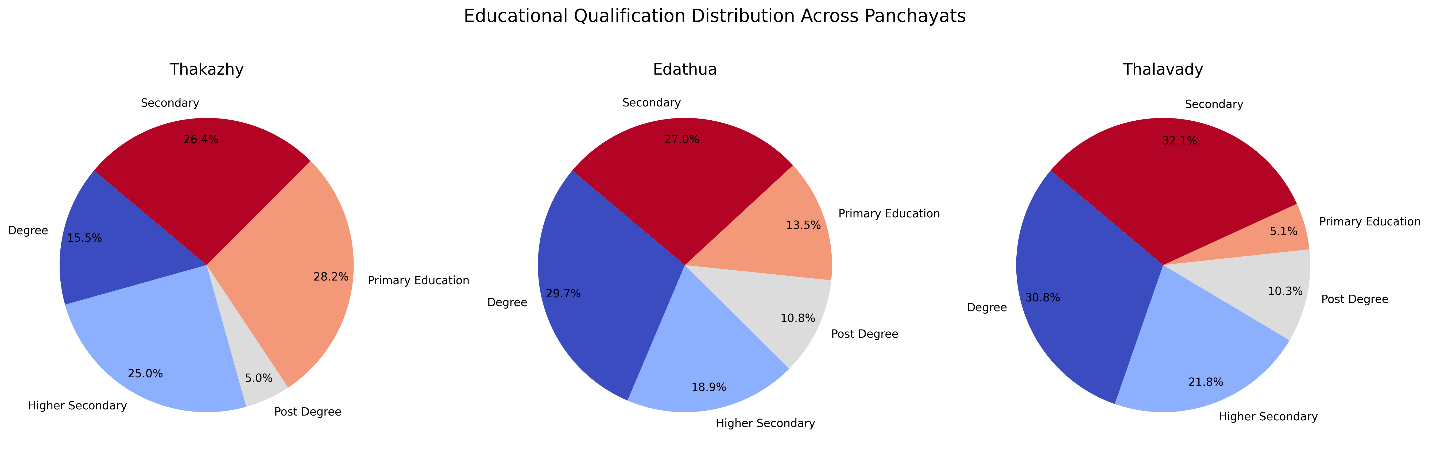 Educational Qualification Distribution Across Panchayats
Thakazhy
Secondary
26.4%
Degree
15.5%
28.2%
Primary Education
25.0%
5.0%
Higher Secondary
Post Degree
Edathua
Secondary
27.0%
Primary Education
13.5%
Degree
29.7%
10.8%
Post Degree
18.9%
Higher Secondary
Thalavady
Secondary
32.1%
Primary Education
5.1%
10.3%
Post Degree
Degree
30.8%
21.8%
Higher Secondary